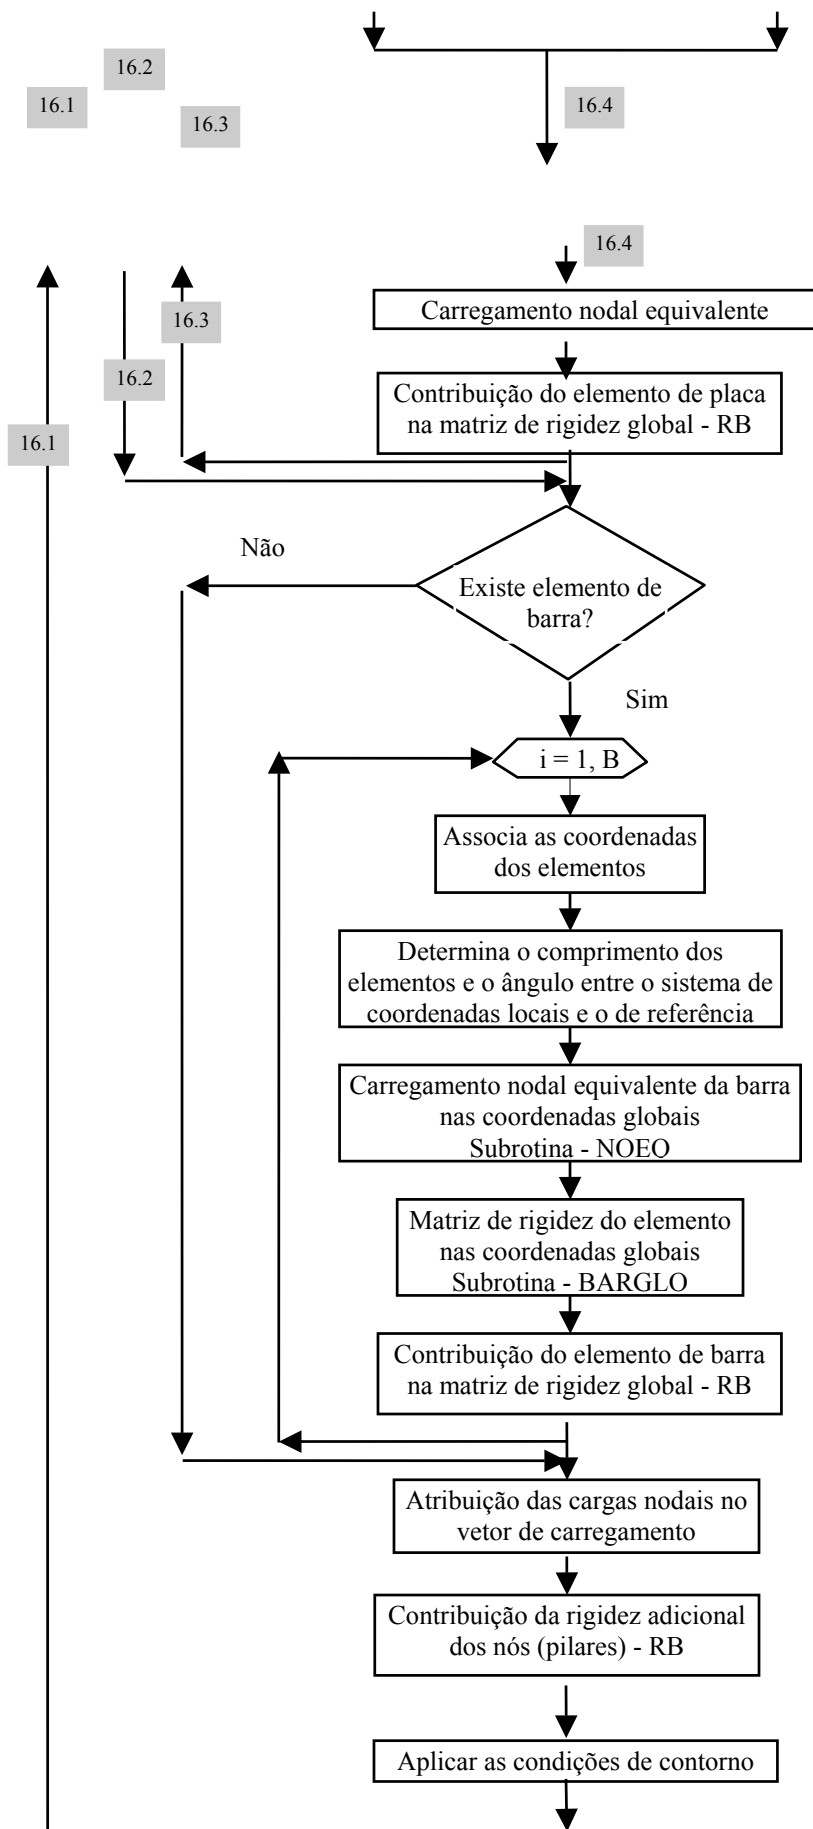 16.2
16.1
16.3
16.4
16.4
16.3
16.2
16.1
Carregamento nodal equivalente
Contribuição do elemento de placa
na matriz de rigidez global - RB
Não
Existe elemento de
barra?
Sim
i = 1, B
Associa as coordenadas
dos elementos
Determina o comprimento dos
elementos e o ângulo entre o sistema de
coordenadas locais e o de referência
Carregamento nodal equivalente da barra
nas coordenadas globais
Subrotina - NOEQ
Matriz de rigidez do elemento
nas coordenadas globais
Subrotina - BARGLO
Contribuição do elemento de barra
na matriz de rigidez global - RB
Atribuição das cargas nodais no
vetor de carregamento
Contribuição da rigidez adicional
dos nós (pilares) - RB
Aplicar as condições de contorno